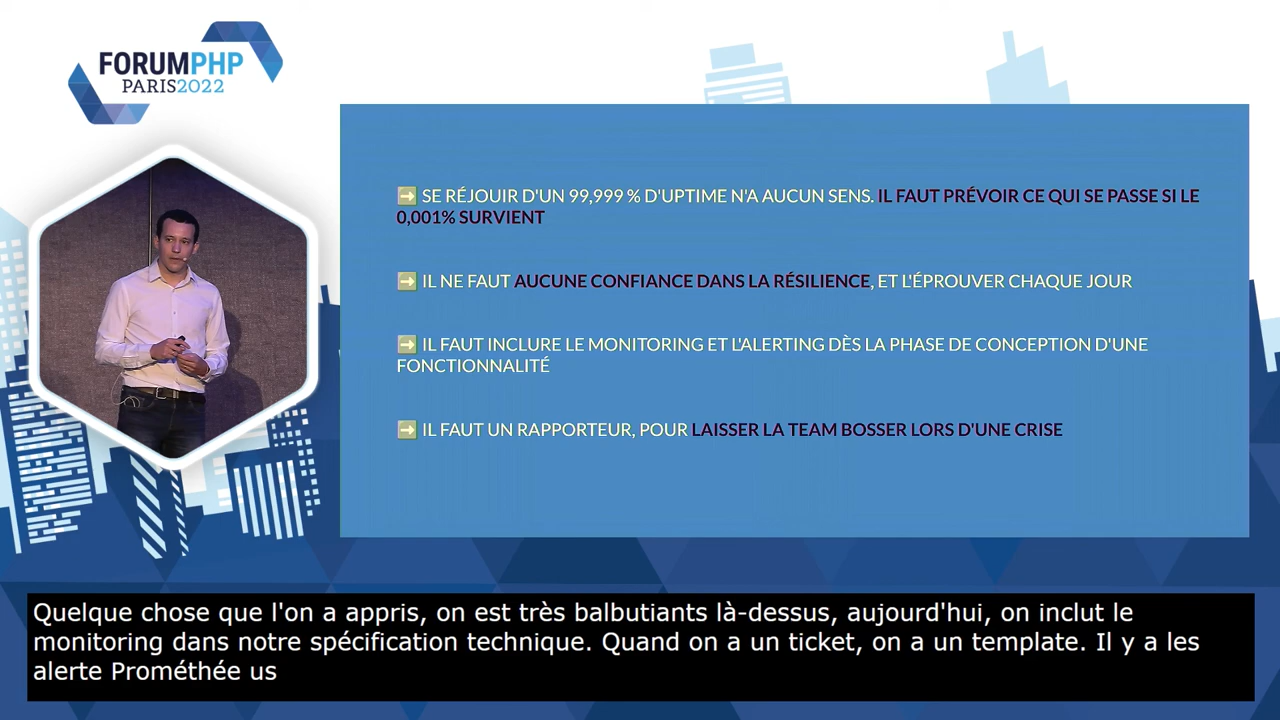 FORUMPHP
PARIS2022
➡ SE RÉJOUIR D'UN 99,999 % D'UPTIME N'A AUCUN SENS. IL FAUT PRÉVOIR CE QUI SE PASSE SI LE
0,001% SURVIENT
➡ IL NE FAUT AUCUNE CONFIANCE DANS LA RÉSILIENCE, ET L'ÉPROUVER CHAQUE JOUR
➡ IL FAUT INCLURE LE MONITORING ET L'ALERTING DÈS LA PHASE DE CONCEPTION D'UNE
FONCTIONNALITÉ
➡ IL FAUT UN RAPPORTEUR, POUR LAISSER LA TEAM BOSSER LORS D'UNE CRISE
Quelque chose que l'on a appris, on est très balbutiants là-dessus, aujourd'hui, on inclut le
monitoring dans notre spécification technique. Quand on a un ticket, on a un template. Il y a les
alerte Prométhée us